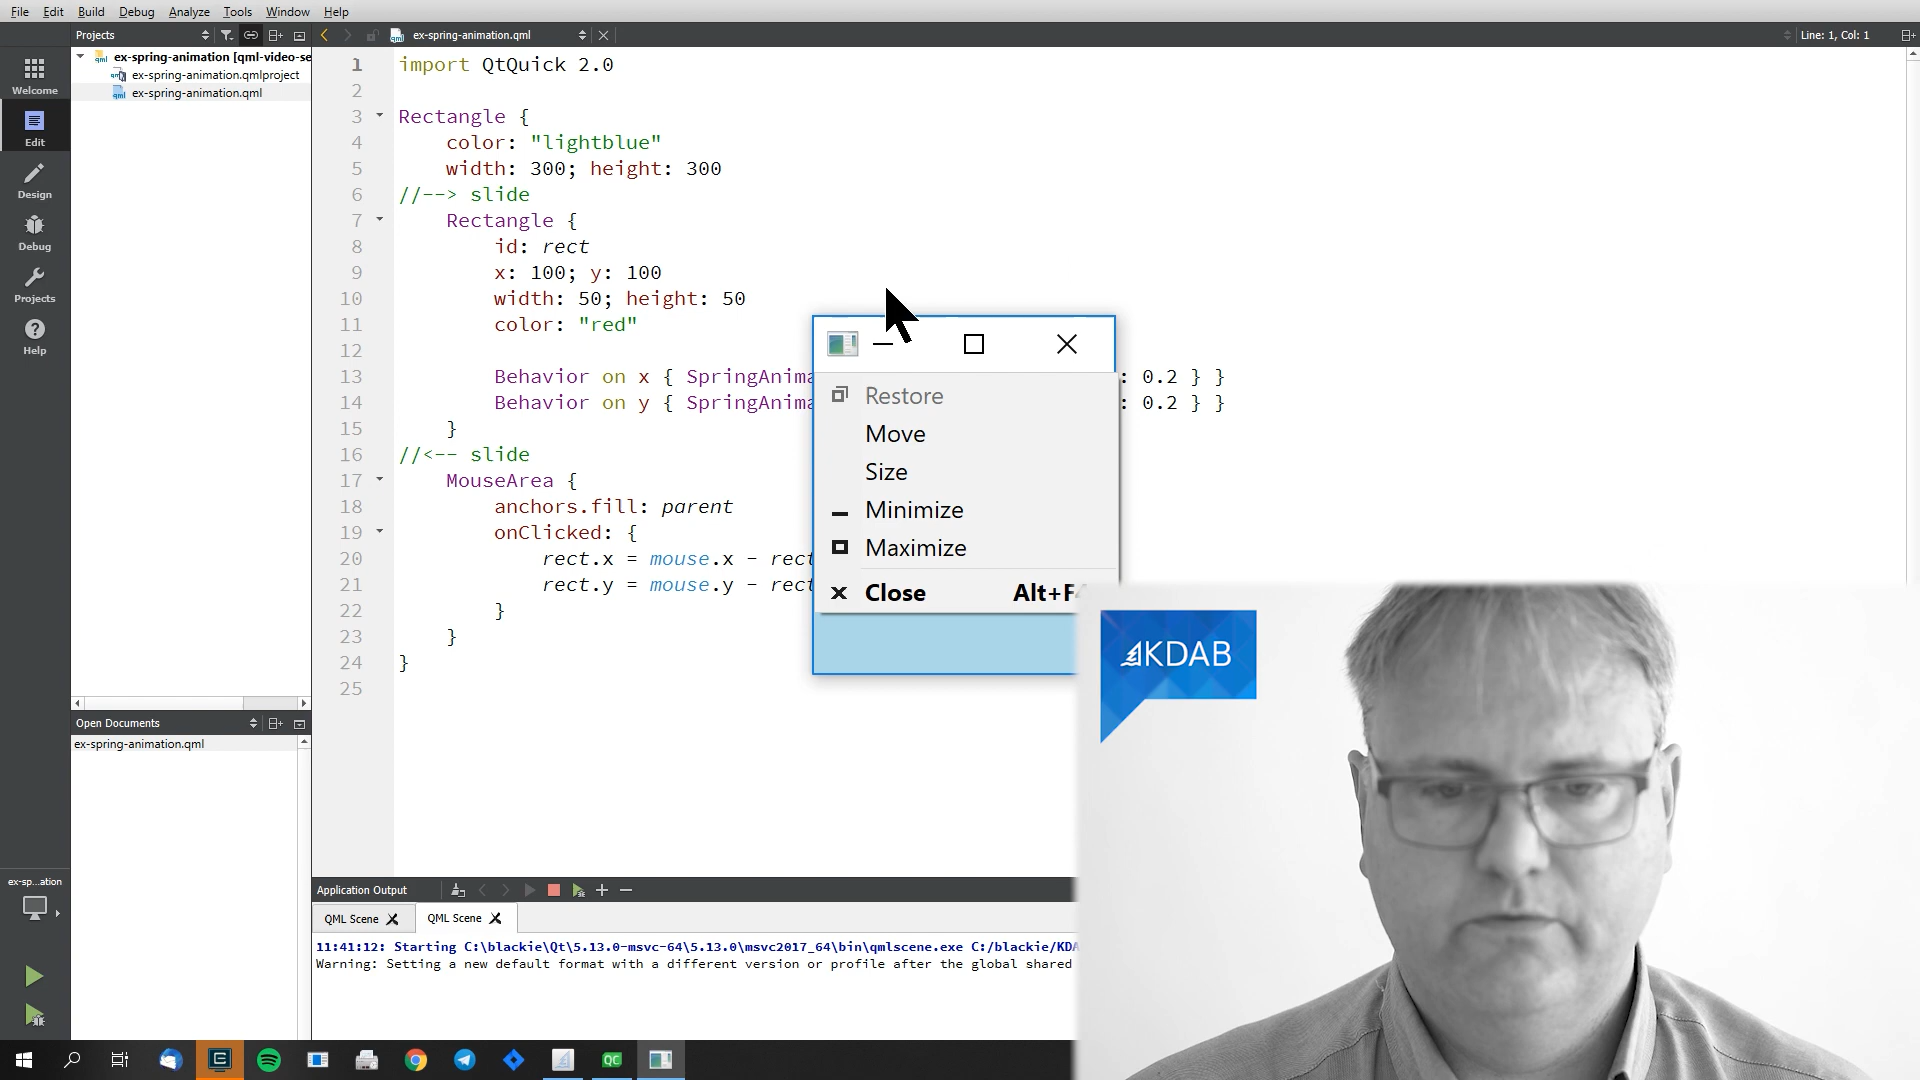 File Edit Build Debug Analyze Tools Window Help
Projects
ex-spring-animation.qml
Line: 1, Col: 1
ex-spring-animation [qml-video-se
ex-spring-animation.qmlproject
ex-spring-animation.qml
Welcome
Edit
Design
Debug
Projects
Help
1 import QtQuick 2.0
2
3 Rectangle {
4 color: "lightblue"
5 width: 300; height: 300
6 //--> slide
7 Rectangle {
8 id: rect
9 x: 100; y: 100
10 width: 50; height: 50
11 color: "red"
12
13 Behavior on x { SpringAnima : 0.2 } }
14 Behavior on y { SpringAnima : 0.2 } }
15 }
16 //<-- slide
17 MouseArea {
18 anchors.fill: parent
19 onClicked: {
20 rect.x = mouse.x - rect
21 rect.y = mouse.y - rect
22 }
23 }
24 }
25
Restore
Move
Size
Minimize
Maximize
Close Alt+F4
KDAB
Open Documents
ex-spring-animation.qml
ex-sp...ation
Application Output
QML Scene
QML Scene
11:41:12: Starting C:\blackie\Qt\5.13.0-msvc-64\5.13.0\msvc2017_64\bin\qmlscene.exe C:/blackie/KDA
Warning: Setting a new default format with a different version or profile after the global shared
QC